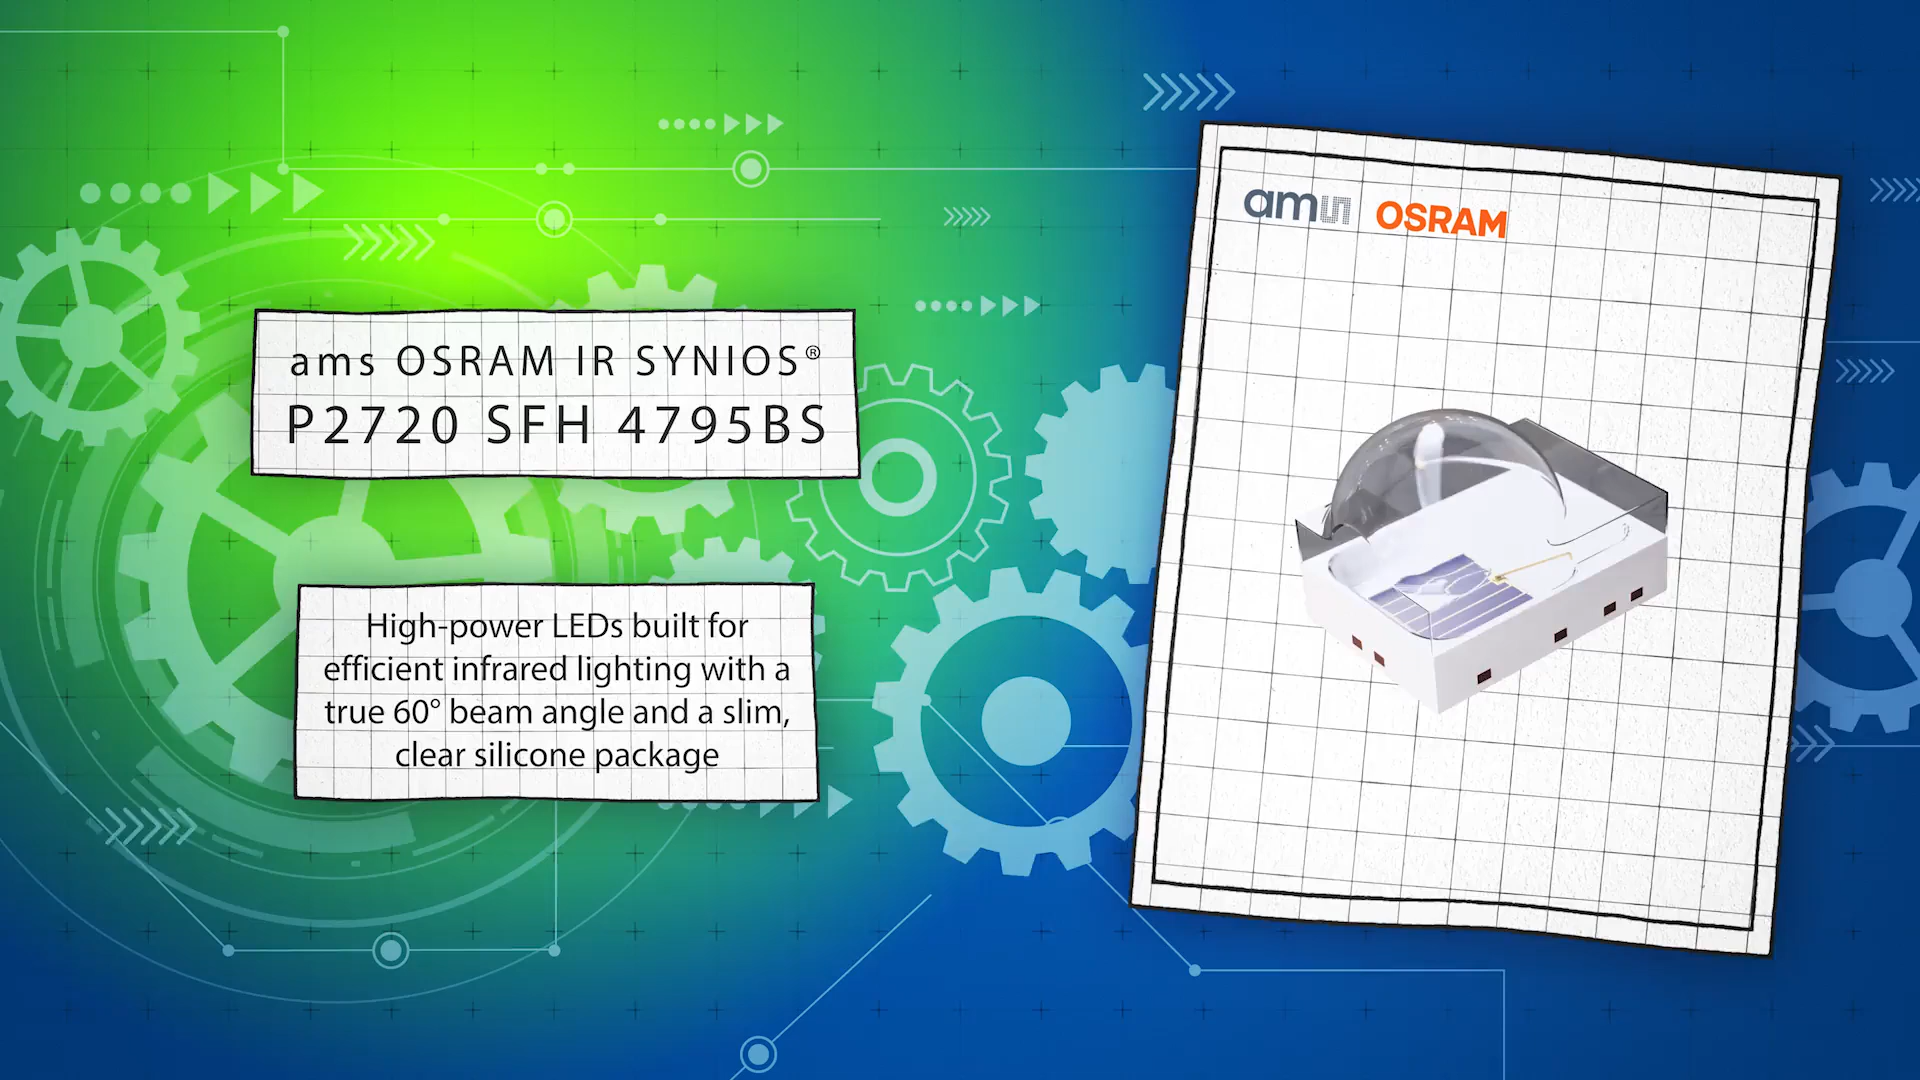 ams OSRAM IR SYNIOS®
P2720 SFH 4795BS
High-power LEDs built for
efficient infrared lighting with a
true 60° beam angle and a slim,
clear silicone package
amu OSRAM